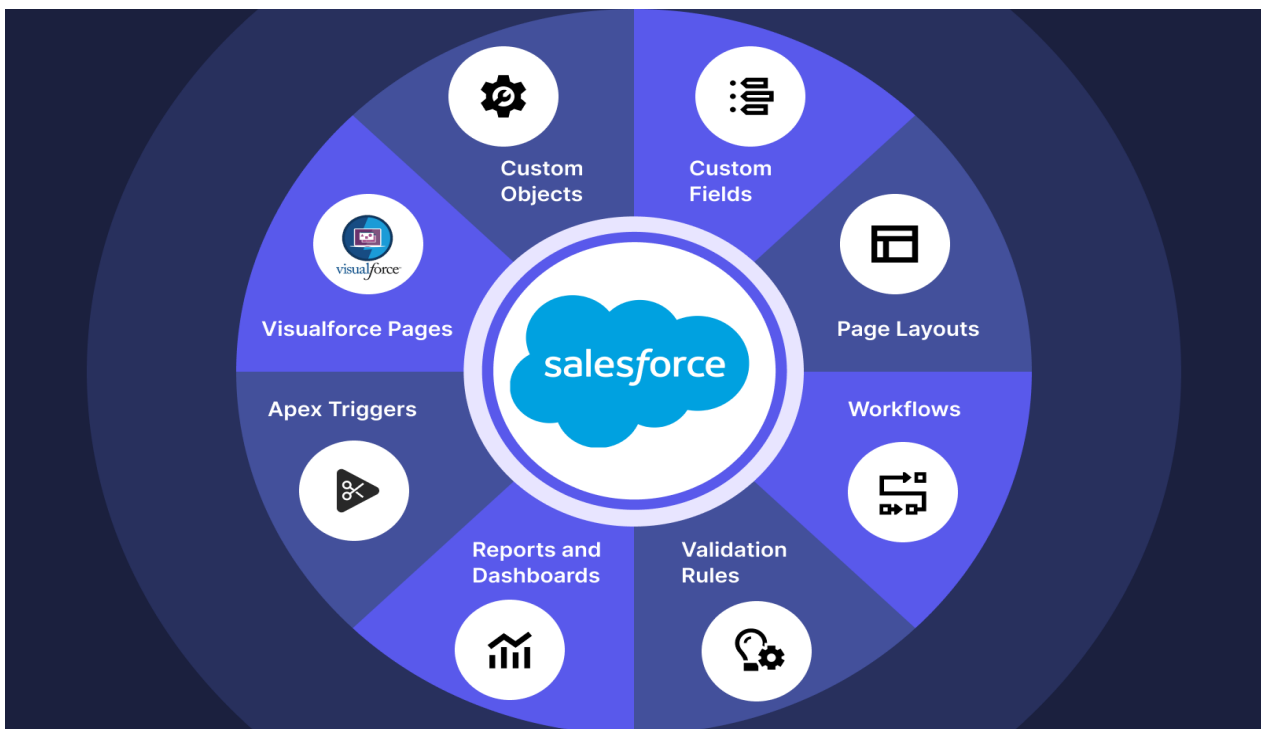 Custom
Objects
Custom
Fields
visualforce
Visualforce Pages
Page Layouts
salesforce
Apex Triggers
Workflows
Reports and
Dashboards
Validation
Rules